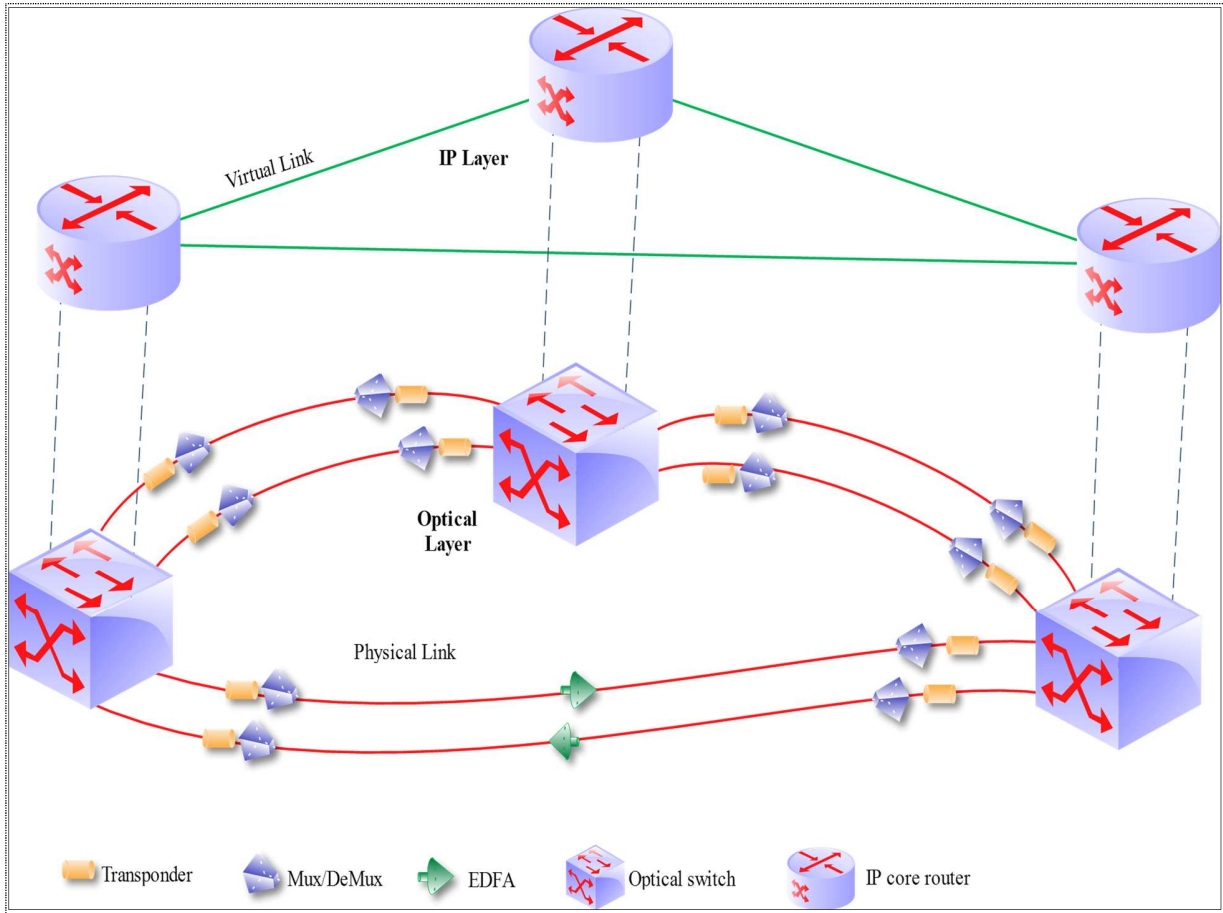 Virtual Link
IP Layer
Optical
Layer
Physical Link
Transponder
Mux/DeMux
EDFA
Optical switch
IP core router